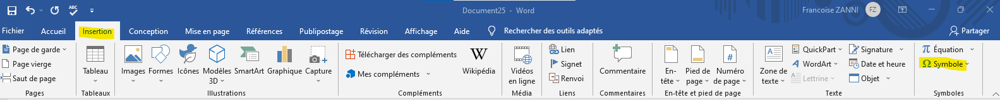 Document25 - Word
Francoise ZANNI
FZ
Fichier Accueil Insertion Conception Mise en page Références Publipostage Révision Affichage Aide Rechercher des outils adaptés Partager
Page de garde
Page vierge
Saut de page
Pages
Tableau
Tableaux
Images
Formes
Icônes
Modèles
3D
SmartArt
Graphique
Capture
Illustrations
Télécharger des compléments
Mes compléments
Wikipédia
Compléments
Vidéos
en ligne
Média
Lien
Signet
Renvoi
Liens
Commentaire
Commentaires
En-
tête
Pied de
page
Numéro
de page
En-tête et pied de page
Zone de
texte
QuickPart
WordArt
Lettrine
Signature
Date et heure
Objet
Texte
π Équation
Ω Symbole
Symboles